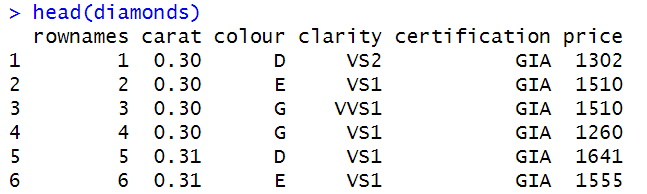 > head(diamonds)
  rownames carat colour clarity certification price
1        1  0.30      D     VS2           GIA  1302
2        2  0.30      E     VS1           GIA  1510
3        3  0.30      G    VVS1           GIA  1510
4        4  0.30      G     VS1           GIA  1260
5        5  0.31      D     VS1           GIA  1641
6        6  0.31      E     VS1           GIA  1555